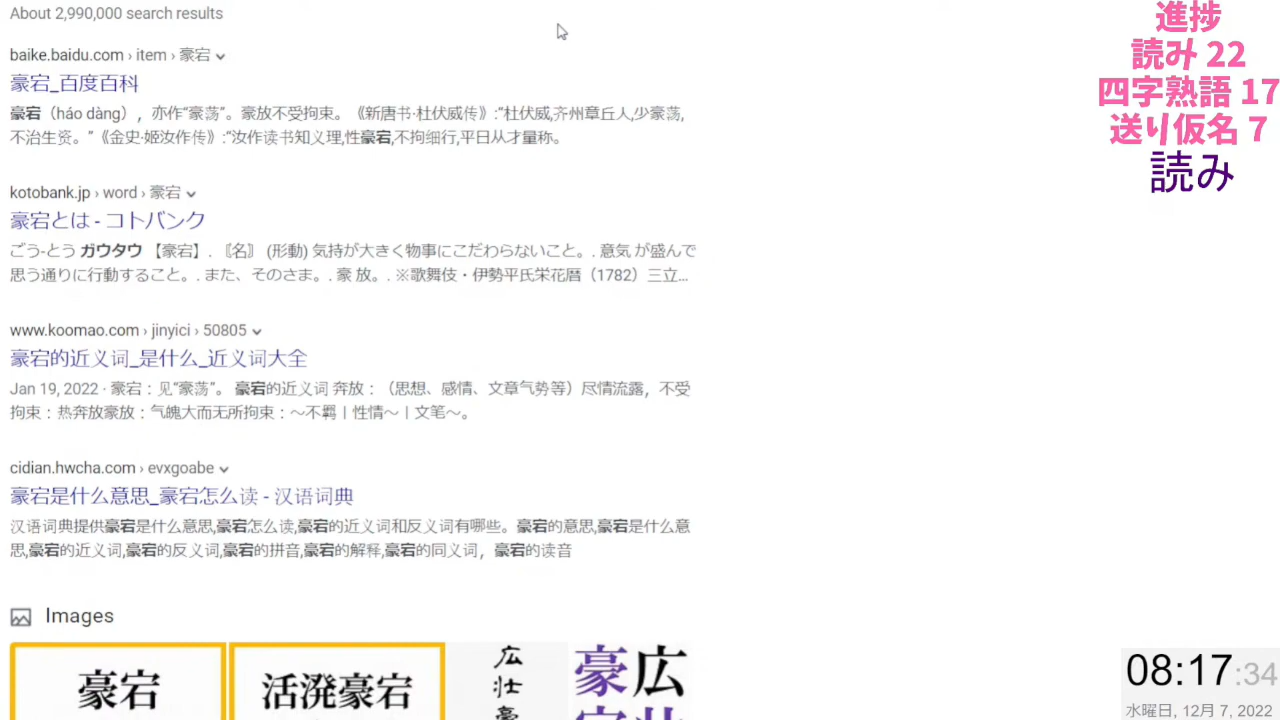 About 2,990,000 search results
baike.baidu.com › item › 豪宕
豪宕_百度百科
豪宕（háo dàng），亦作“豪荡”。豪放不受拘束。《新唐书·杜伏威传》:“杜伏威,齐州章丘人,少豪荡,
不治生资。”《金史·姬汝作传》:“汝作读书知义理,性豪宕,不拘细行,平日从才量称。
kotobank.jp › word › 豪宕
豪宕とは - コトバンク
ごう‐とう ガウタウ 【豪宕】. 〘名〙 (形動) 気持が大きく物事にこだわらないこと。. 意気 が盛んで
思う通りに行動すること。. また、そのさま。. 豪 放。. ※歌舞伎・伊勢平氏栄花暦（1782）三立...
www.koomao.com › jinyici › 50805
豪宕的近义词_是什么_近义词大全
Jan 19, 2022 · 豪宕：见“豪荡”。 豪宕的近义词 奔放：（思想、感情、文章气势等）尽情流露，不受
拘束：热奔放豪放：气魄大而无所拘束：～不羁丨性情～丨文笔～。
cidian.hwcha.com › evxgoabe
豪宕是什么意思_豪宕怎么读 - 汉语词典
汉语词典提供豪宕是什么意思,豪宕怎么读,豪宕的近义词和反义词有哪些。豪宕的意思,豪宕是什么意
思,豪宕的近义词,豪宕的反义词,豪宕的拼音,豪宕的解释,豪宕的同义词，豪宕的读音
Images
豪宕
活溌豪宕
広壮豪
豪広
進捗
読み 22
四字熟語 17
送り仮名 7
読み
08:17:34
水曜日, 12月 7, 2022